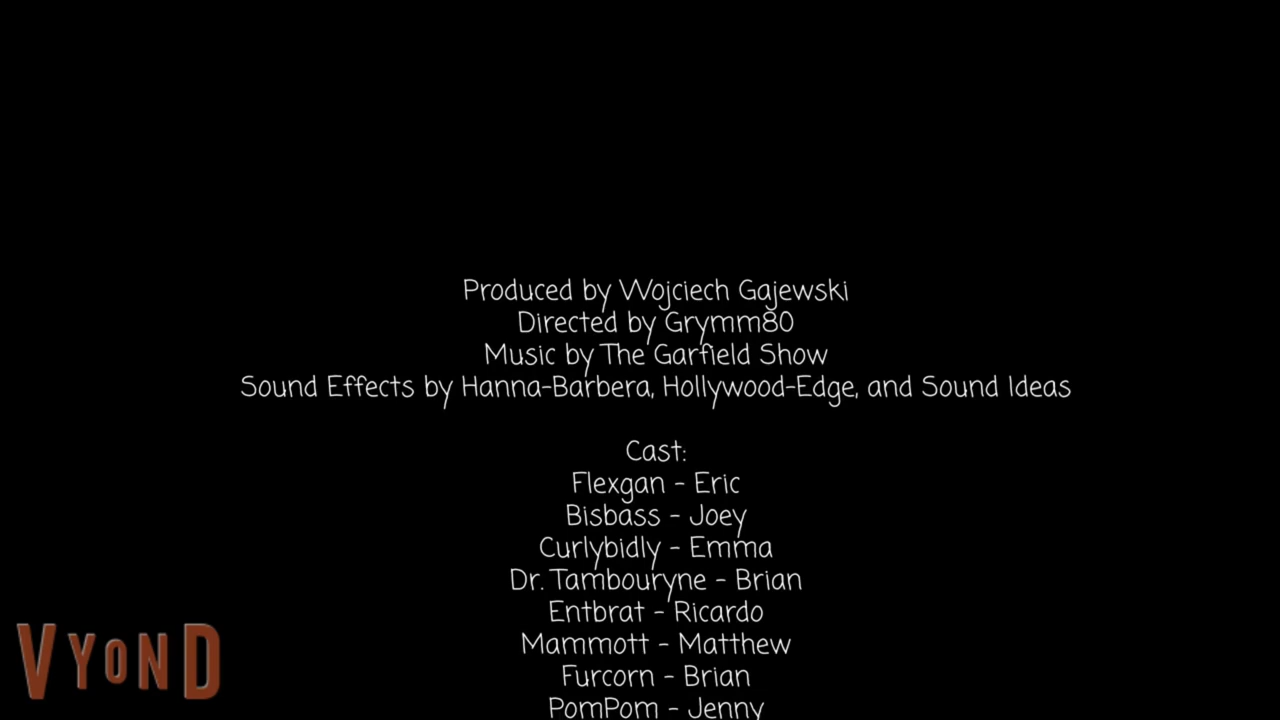 Produced by Wojciech Gajewski
Directed by Grymm80
Music by The Garfield Show
Sound Effects by Hanna-Barbera, Hollywood-Edge, and Sound Ideas
Cast:
Flexgan - Eric
Bisbass - Joey
Curlybidly - Emma
Dr. Tambouryne - Brian
Entbrat - Ricardo
Mammott - Matthew
Furcorn - Brian
PomPom - Jenny
VYOND